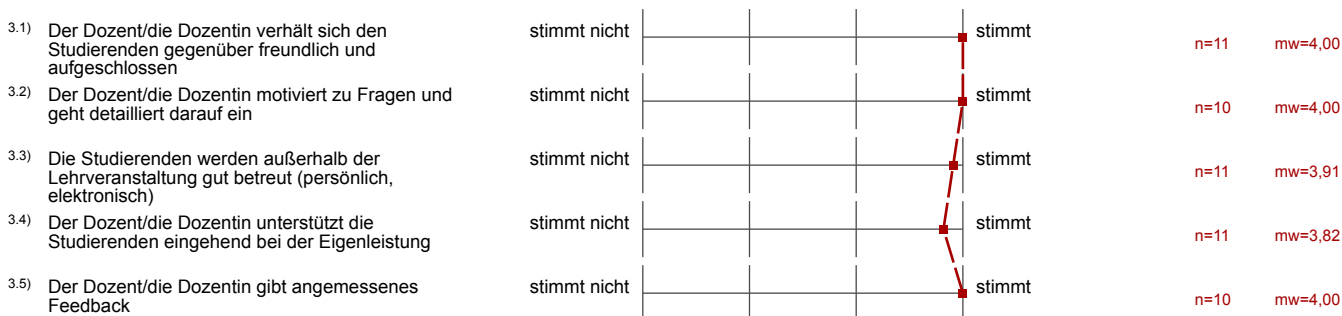 3.1) Der Dozent/die Dozentin verhält sich den stimmt nicht stimmt
Studierenden gegenüber freundlich und n=11 mw=4,00
aufgeschlossen
3.2) Der Dozent/die Dozentin motiviert zu Fragen und stimmt nicht stimmt
geht detailliert darauf ein n=10 mw=4,00
3.3) Die Studierenden werden außerhalb der stimmt nicht stimmt
Lehrveranstaltung gut betreut (persönlich, n=11 mw=3,91
elektronisch)
3.4) Der Dozent/die Dozentin unterstützt die stimmt nicht stimmt
Studierenden eingehend bei der Eigenleistung n=11 mw=3,82
3.5) Der Dozent/die Dozentin gibt angemessenes stimmt nicht stimmt
Feedback n=10 mw=4,00